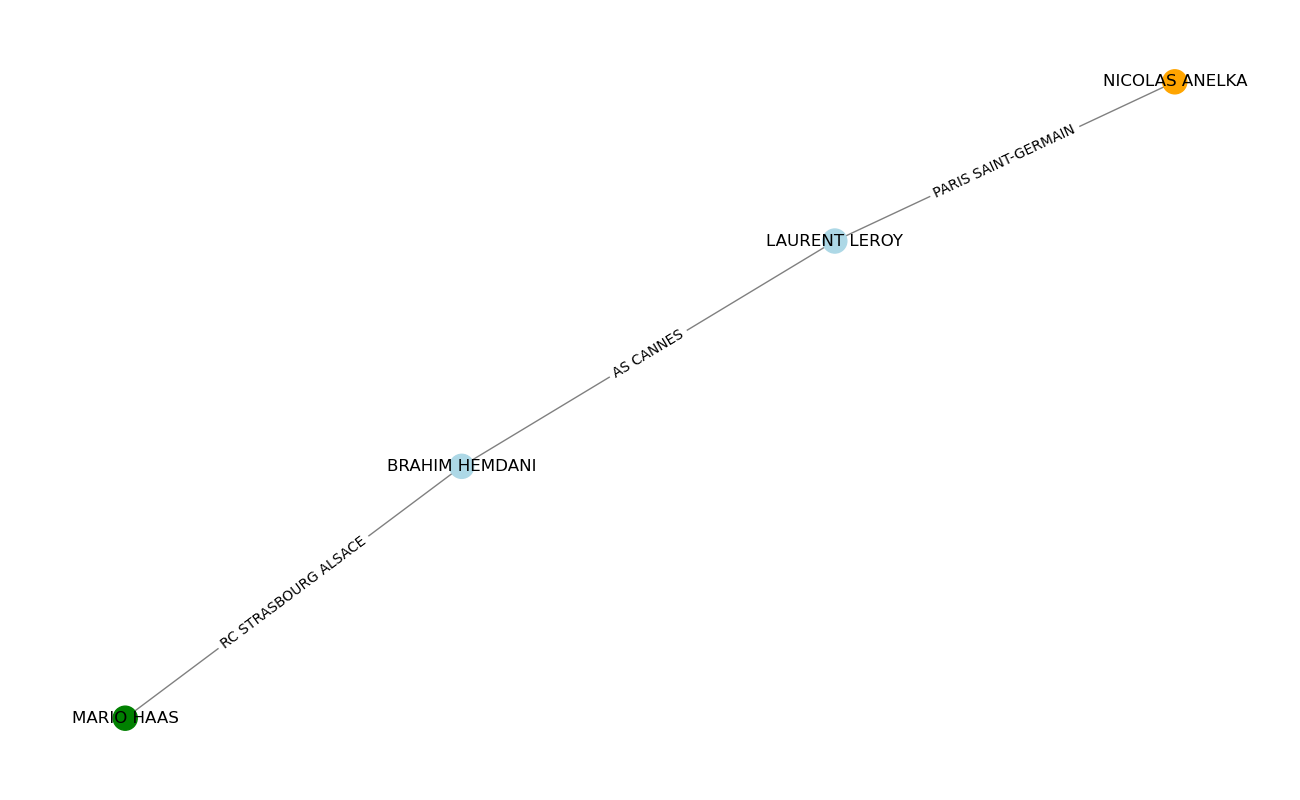 NICOLAS ANELKA
PARIS SAINT-GERMAIN
LAURENT LEROY
AS CANNES
BRAHIM HEMDANI
RC STRASBOURG ALSACE
MARIO HAAS